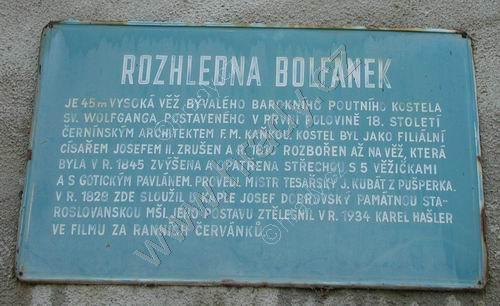 ROZHLEDNA BOLFÁNEK
JE 45m VYSOKÁ VĚŽ BÝVALÉHO BAROKNÍHO POUTNÍHO KOSTELA
SV. WOLFGANGA, POSTAVENÉHO V PRVNÍ POLOVINĚ 18. STOLETÍ
ČERNÍNSKÝM ARCHITEKTEM F. M. KAŇKOU. KOSTEL BYL JAKO FILIÁLNÍ
CÍSAŘEM JOSEFEM II. ZRUŠEN A R. 1810 ROZBOŘEN AŽ NA VĚŽ, KTERÁ
BYLA V R. 1845 ZVÝŠENA A OPATŘENA STŘECHOU S 5 VĚŽIČKAMI
A S GOTICKÝM PAVLÁNEM. PROVEDL MISTR TESAŘSKÝ J. KUBÁT Z PUŠPERKA.
V R. 1829 ZDE SLOUŽIL V KAPLE JOSEF DOBROVSKÝ PAMÁTNOU STA-
ROSLOVANSKOU MŠI. JEHO POSTAVU ZTĚLESNIL V R. 1934 KAREL HAŠLER
VE FILMU ZA RANNÍCH ČERVÁNKŮ.